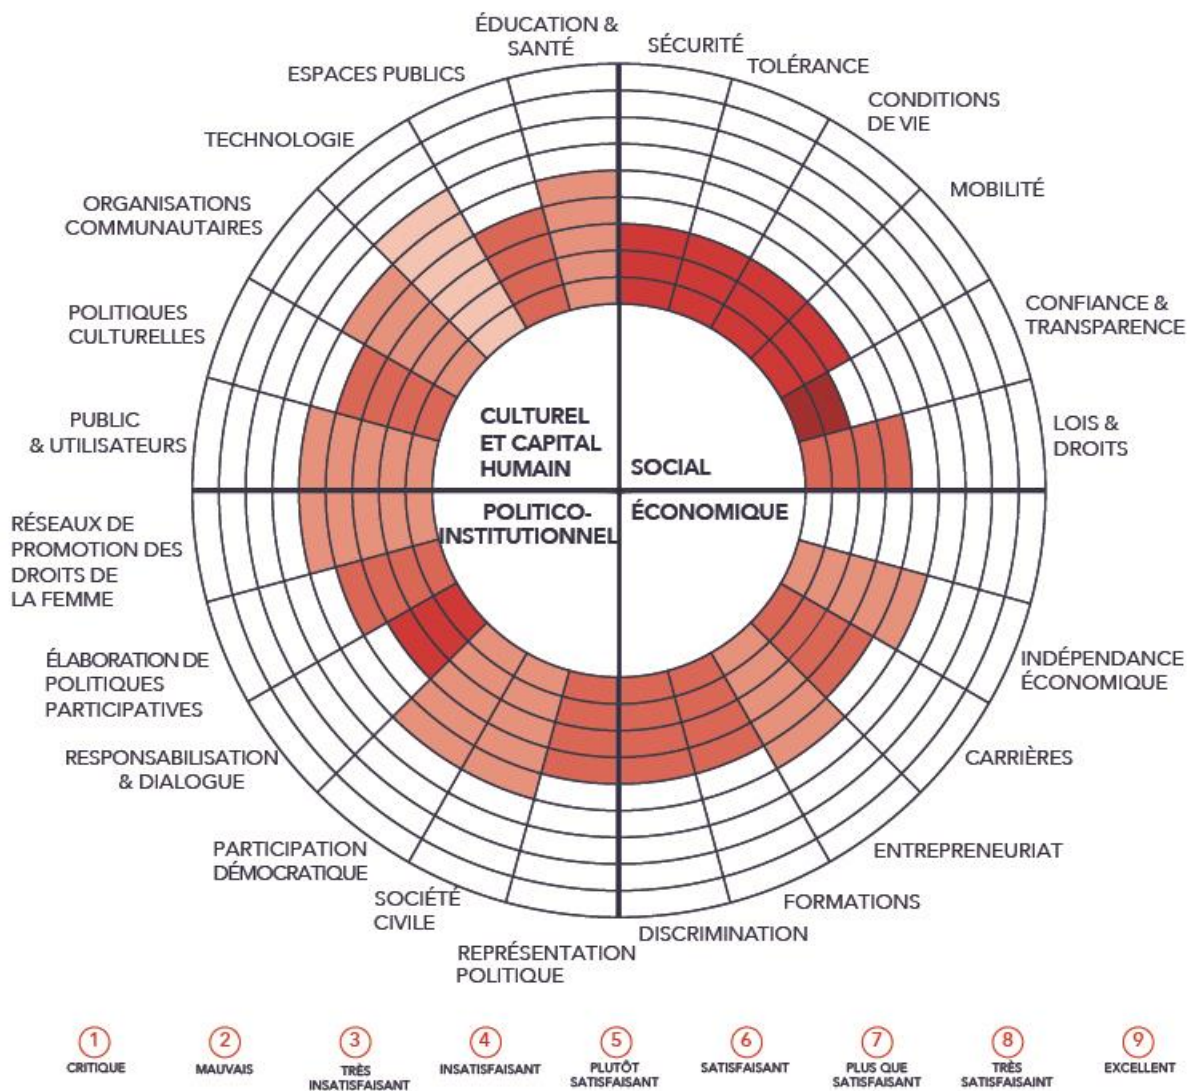 ÉDUCATION &
SANTÉ
SÉCURITÉ
TOLÉRANCE
ESPACES PUBLICS
CONDITIONS
DE VIE
TECHNOLOGIE
MOBILITÉ
ORGANISATIONS
COMMUNAUTAIRES
CONFIANCE &
TRANSPARENCE
POLITIQUES
CULTURELLES
LOIS &
DROITS
PUBLIC
& UTILISATEURS
CULTUREL
ET CAPITAL
HUMAIN
SOCIAL
POLITICO-
INSTITUTIONNEL
ÉCONOMIQUE
RÉSEAUX DE
PROMOTION DES
DROITS DE
LA FEMME
INDÉPENDANCE
ÉCONOMIQUE
ÉLABORATION DE
POLITIQUES
PARTICIPATIVES
CARRIÈRES
RESPONSABILISATION
& DIALOGUE
ENTREPRENEURIAT
PARTICIPATION
DÉMOCRATIQUE
FORMATIONS
SOCIÉTÉ
CIVILE
DISCRIMINATION
REPRÉSENTATION
POLITIQUE
1
CRITIQUE
2
MAUVAIS
3
TRÈS
INSATISFAISANT
4
INSATISFAISANT
5
PLUTÔT
SATISFAISANT
6
SATISFAISANT
7
PLUS QUE
SATISFAISANT
8
TRÈS
SATISFAISAINT
9
EXCELLENT